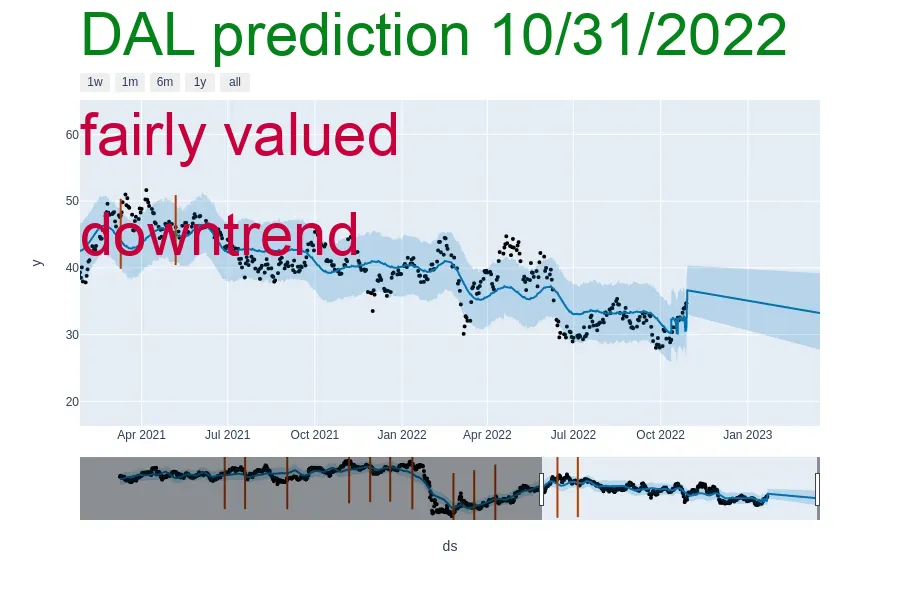 DAL prediction 10/31/2022
1w 1m 6m 1y all
fairly valued
downtrend
60
50
40
30
20
y
Apr 2021 Jul 2021 Oct 2021 Jan 2022 Apr 2022 Jul 2022 Oct 2022 Jan 2023
ds